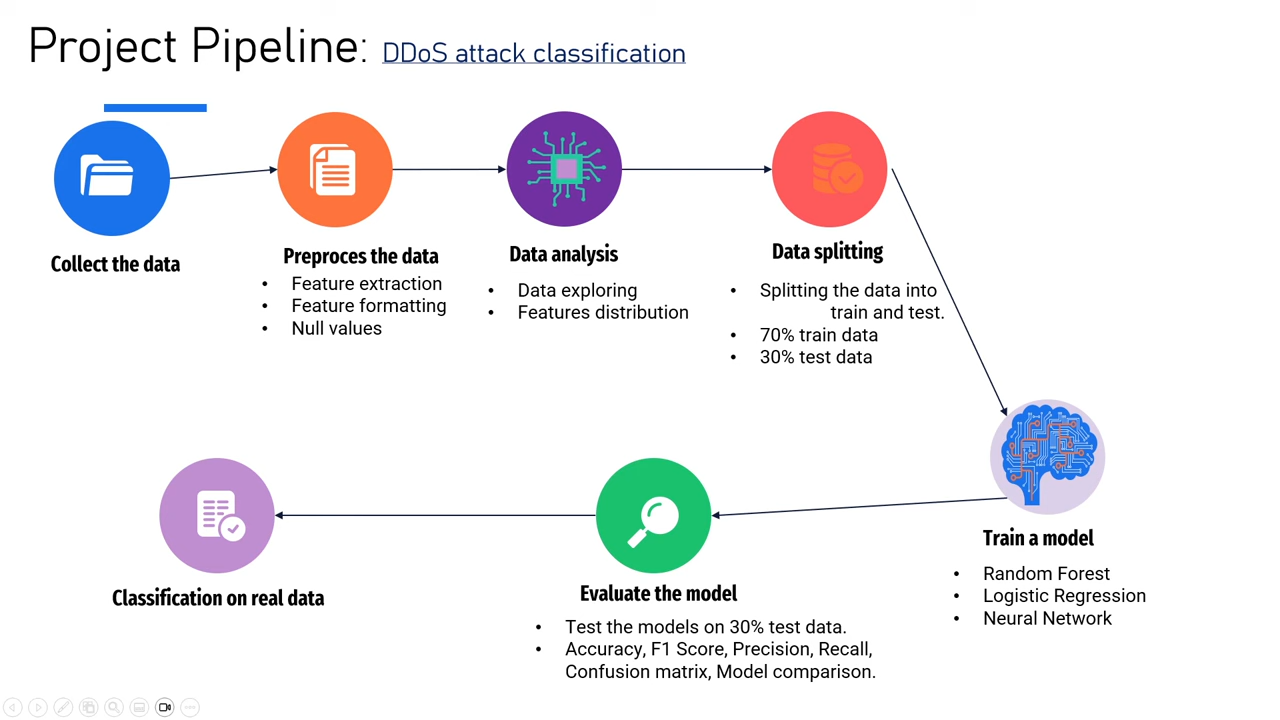 Project Pipeline: DDoS attack classification
Collect the data
Preproces the data
• Feature extraction
• Feature formatting
• Null values
Data analysis
• Data exploring
• Features distribution
Data splitting
• Splitting the data into
train and test.
• 70% train data
• 30% test data
Train a model
• Random Forest
• Logistic Regression
• Neural Network
Evaluate the model
• Test the models on 30% test data.
• Accuracy, F1 Score, Precision, Recall,
Confusion matrix, Model comparison.
Classification on real data